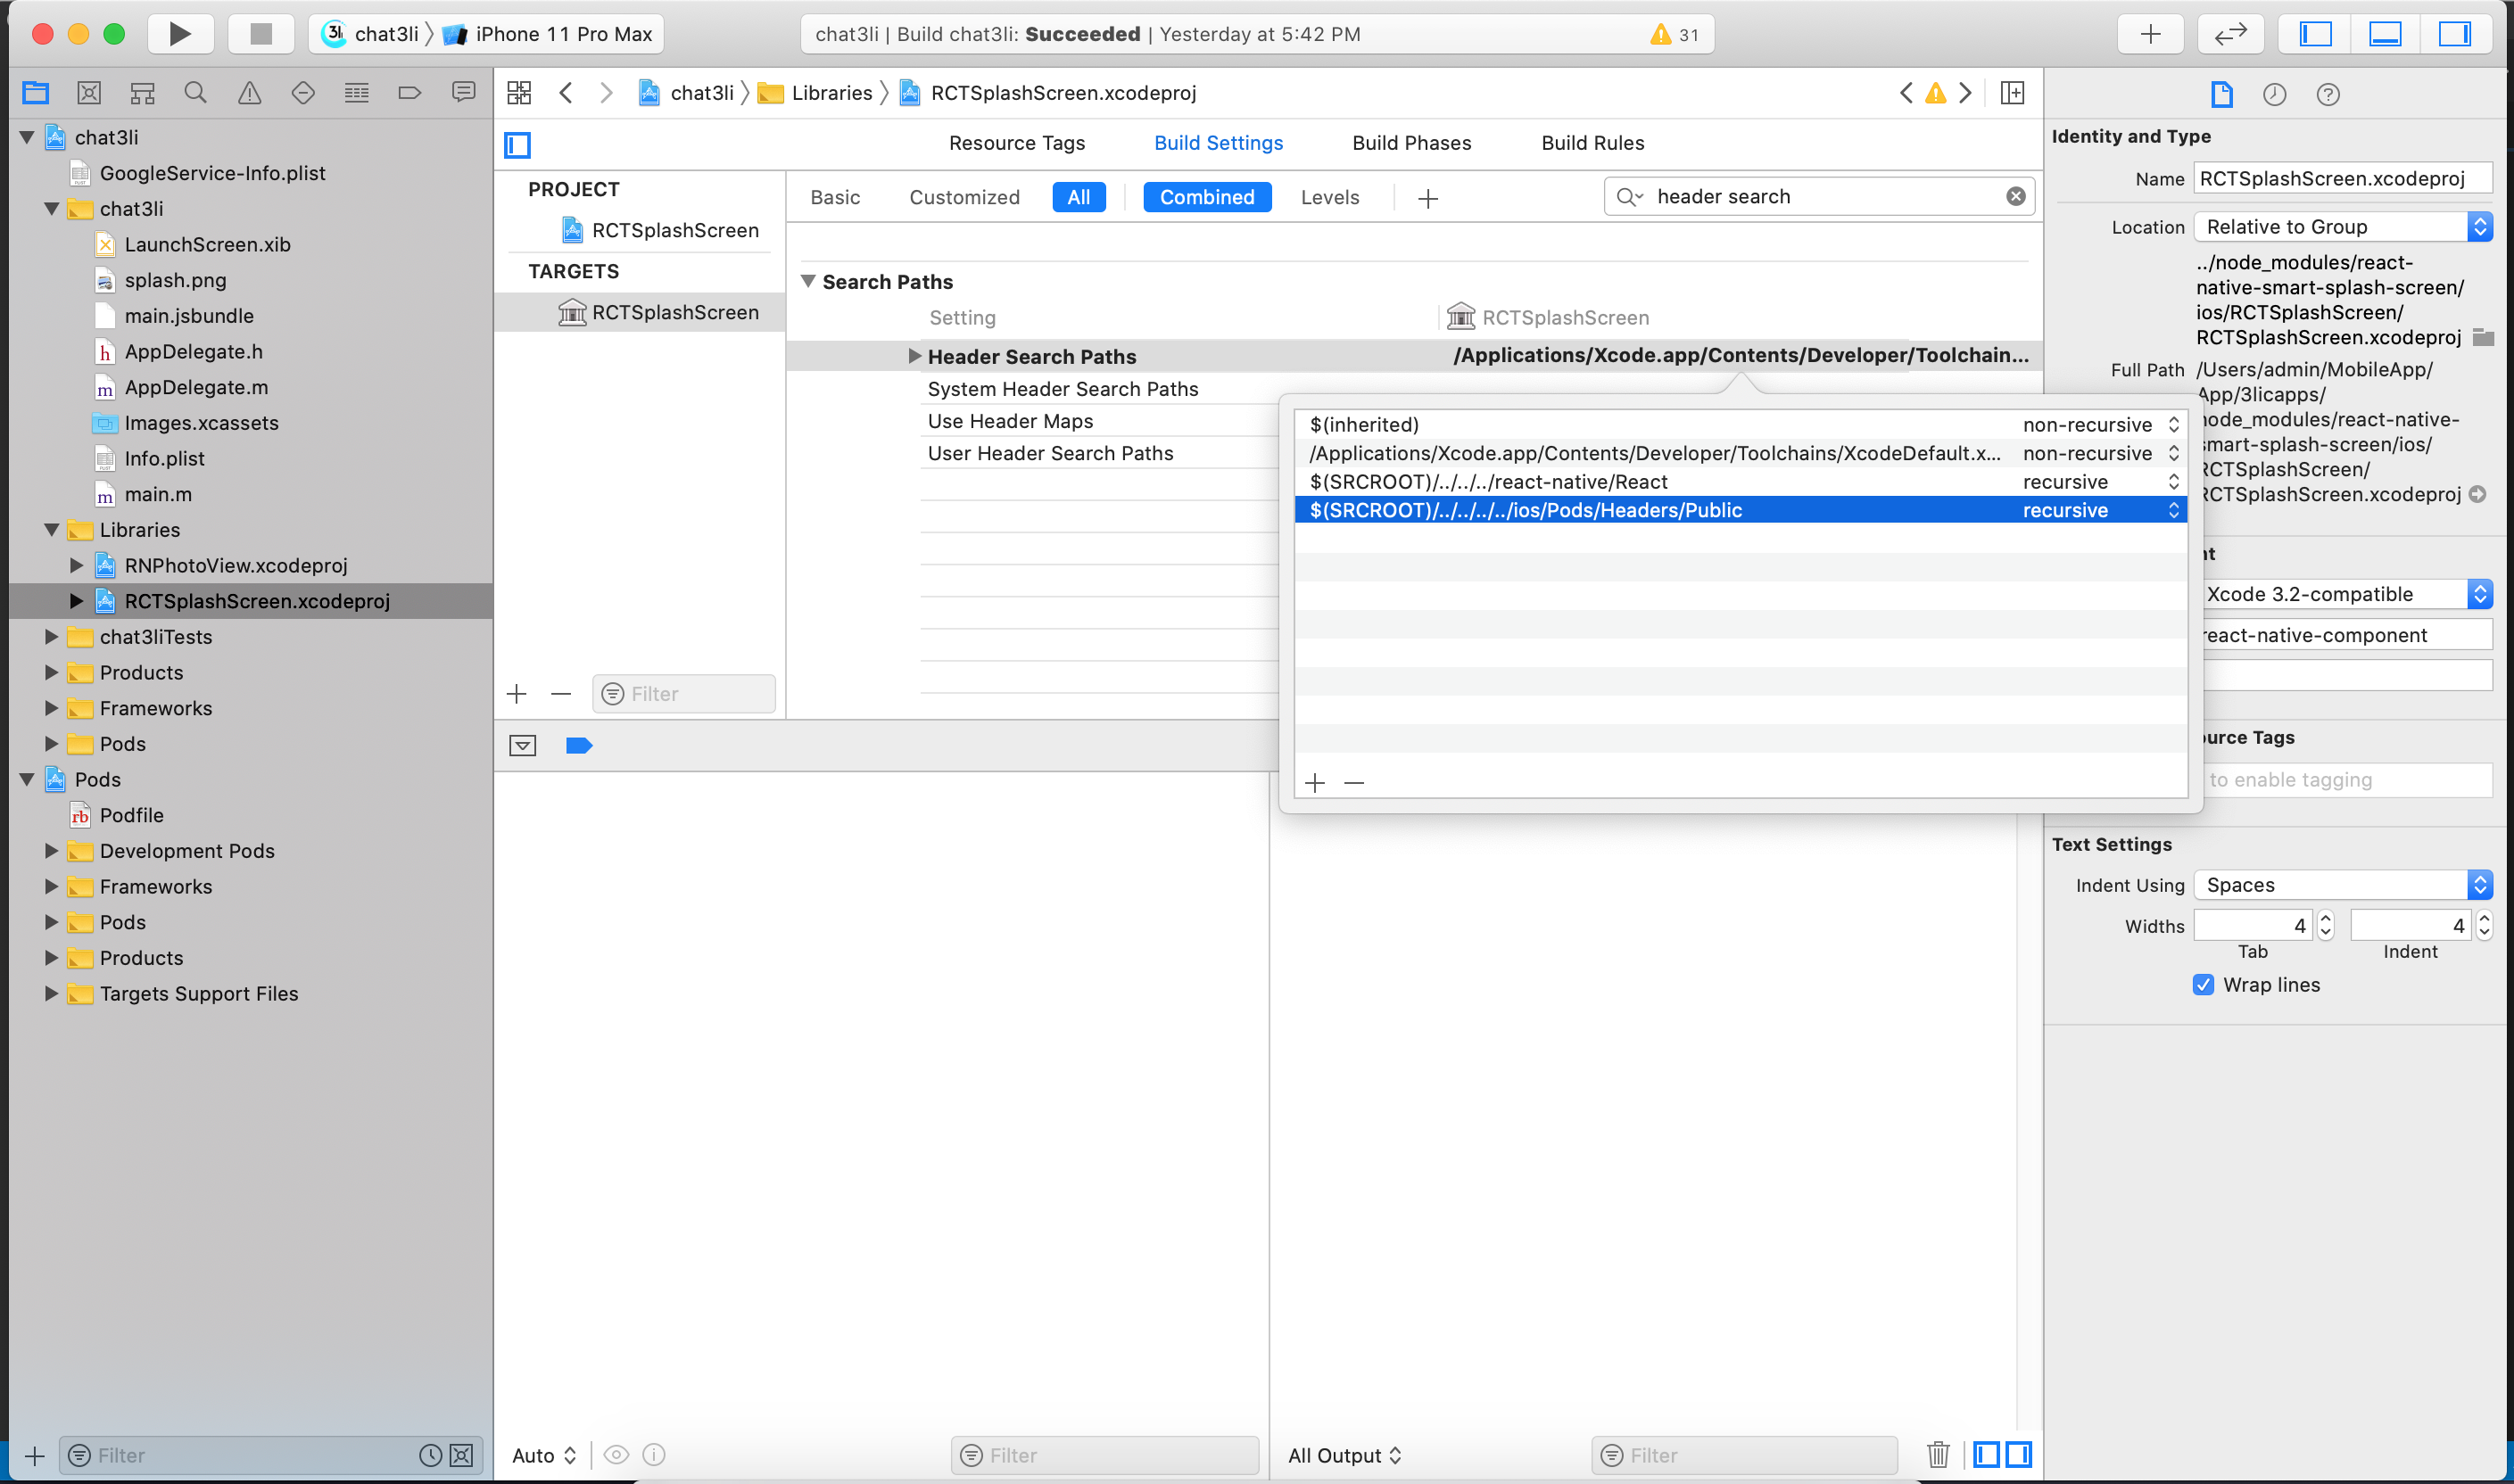 chat3li 〉 iPhone 11 Pro Max
chat3li | Build chat3li: Succeeded | Yesterday at 5:42 PM
31
chat3li
GoogleService-Info.plist
chat3li
LaunchScreen.xib
splash.png
main.jsbundle
AppDelegate.h
AppDelegate.m
Images.xcassets
Info.plist
main.m
Libraries
RNPhotoView.xcodeproj
RCTSplashScreen.xcodeproj
chat3liTests
Products
Frameworks
Pods
Pods
Podfile
Development Pods
Frameworks
Pods
Products
Targets Support Files
Filter
chat3li 〉 Libraries 〉 RCTSplashScreen.xcodeproj
Resource Tags Build Settings Build Phases Build Rules
PROJECT
RCTSplashScreen
TARGETS
RCTSplashScreen
Filter
Basic Customized All Combined Levels
header search
Search Paths
Setting RCTSplashScreen
Header Search Paths /Applications/Xcode.app/Contents/Developer/Toolchain...
System Header Search Paths
Use Header Maps
User Header Search Paths
$(inherited) non-recursive
/Applications/Xcode.app/Contents/Developer/Toolchains/XcodeDefault.x... non-recursive
$(SRCROOT)/../../../react-native/React recursive
$(SRCROOT)/../../../../ios/Pods/Headers/Public recursive
Auto
Filter
All Output
Filter
Identity and Type
Name RCTSplashScreen.xcodeproj
Location Relative to Group
../node_modules/react-
native-smart-splash-screen/
ios/RCTSplashScreen/
RCTSplashScreen.xcodeproj
Full Path /Users/admin/MobileApp/
App/3licapps/
node_modules/react-native-
smart-splash-screen/ios/
RCTSplashScreen/
RCTSplashScreen.xcodeproj
Xcode 3.2-compatible
react-native-component
Tags
to enable tagging
Text Settings
Indent Using Spaces
Widths 4 4
Tab Indent
Wrap lines